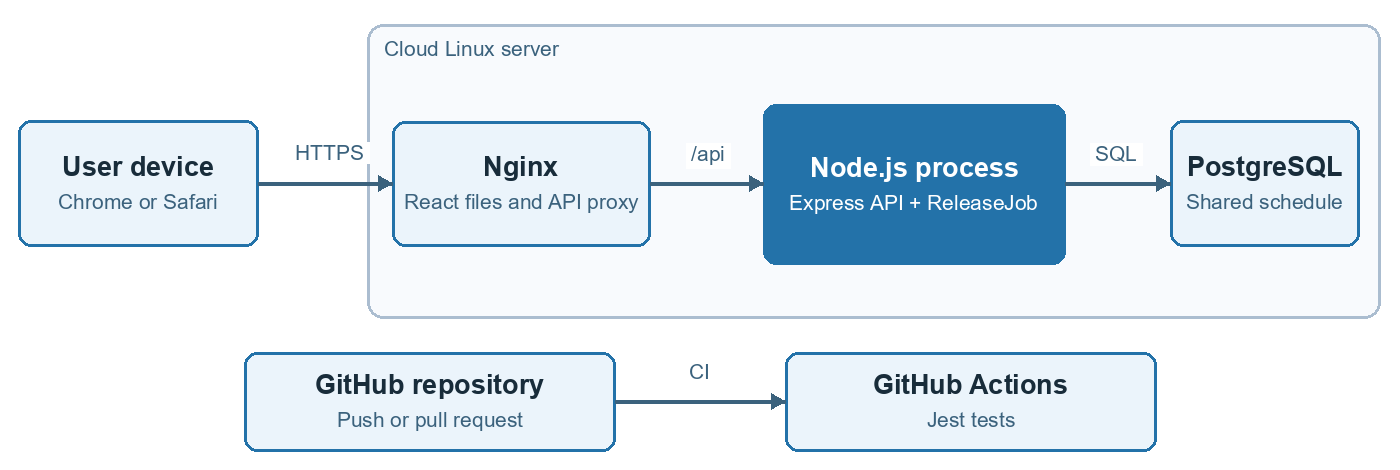 Cloud Linux server
User device
Chrome or Safari
HTTPS
Nginx
React files and API proxy
/api
Node.js process
Express API + ReleaseJob
SQL
PostgreSQL
Shared schedule
GitHub repository
Push or pull request
CI
GitHub Actions
Jest tests